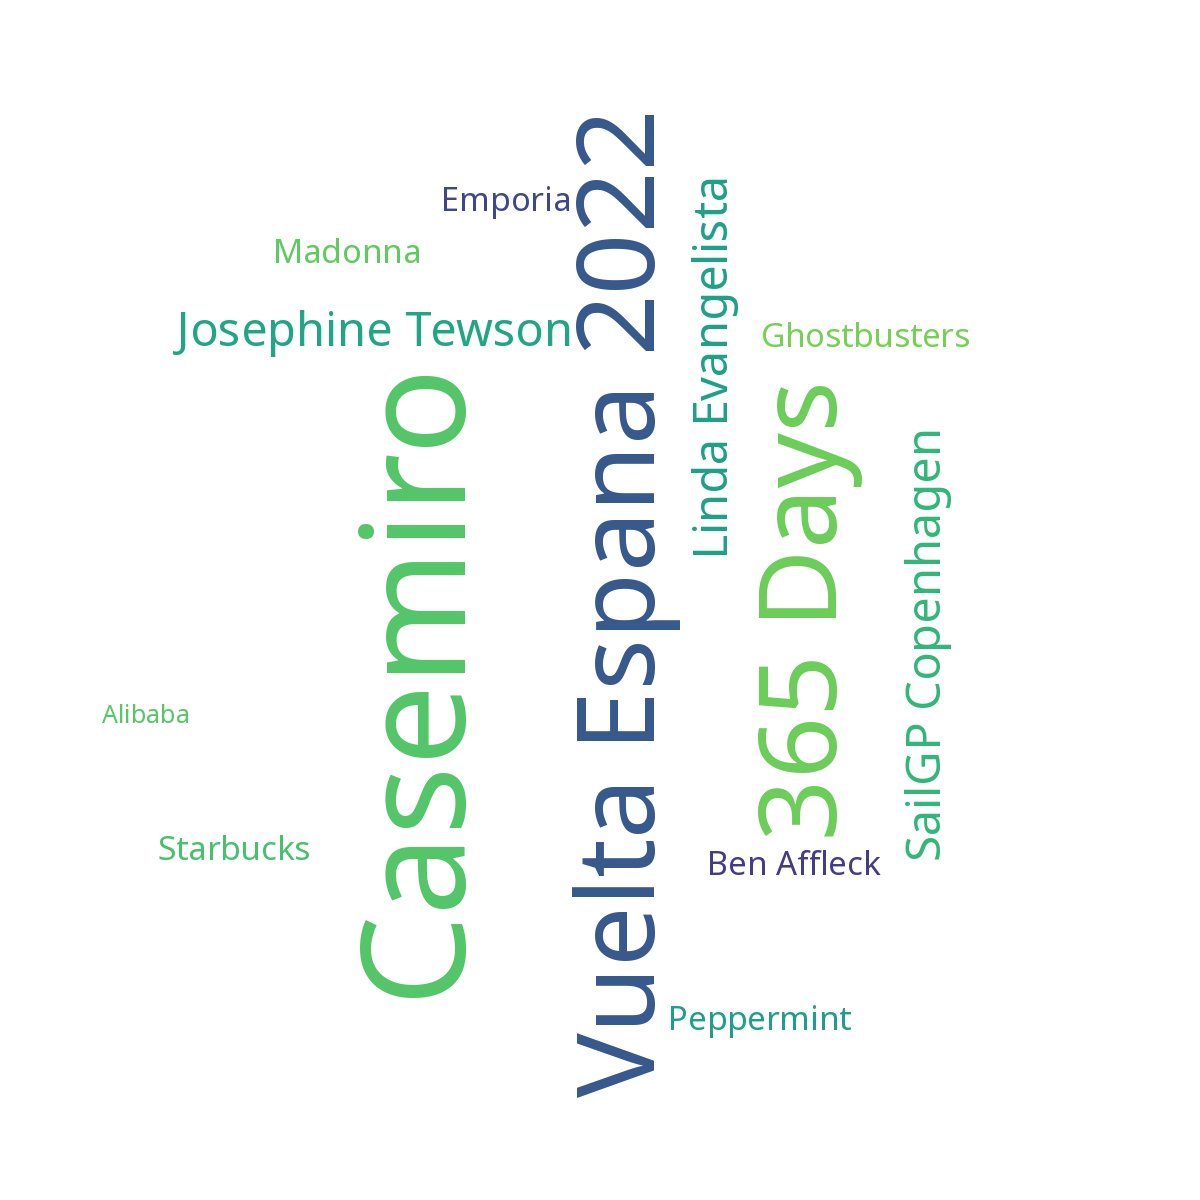 Emporia
Madonna
Josephine Tewson
Casemiro
Vuelta Espana 2022
Linda Evangelista
Ghostbusters
365 Days
SailGP Copenhagen
Alibaba
Starbucks
Ben Affleck
Peppermint